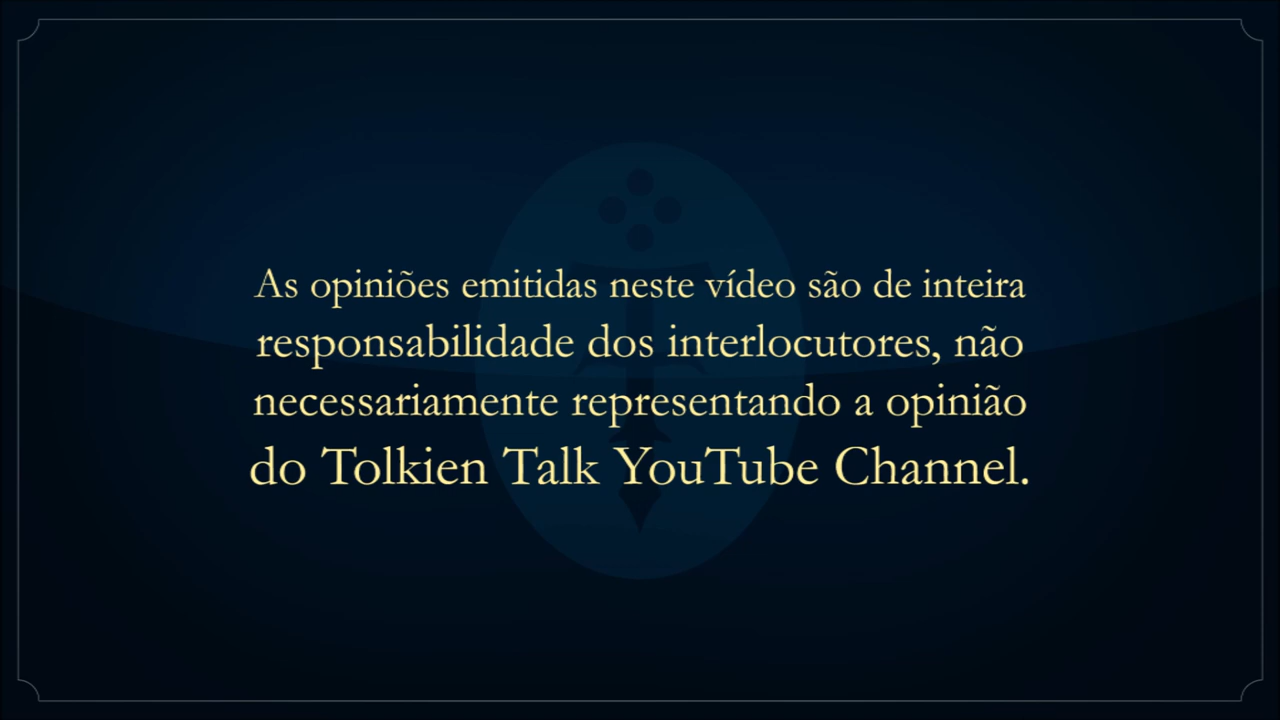 As opiniões emitidas neste vídeo são de inteira
responsabilidade dos interlocutores, não
necessariamente representando a opinião
do Tolkien Talk YouTube Channel.